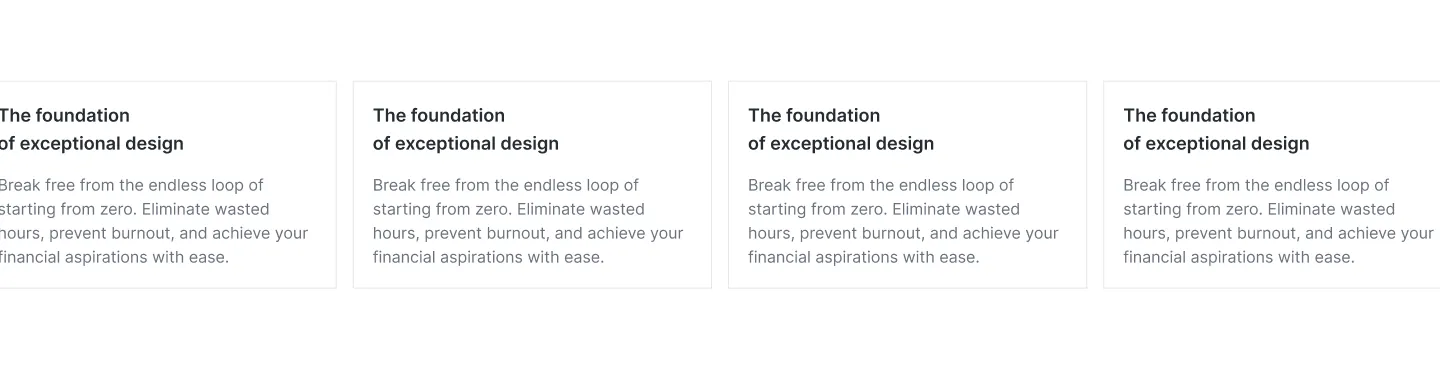 The foundation
of exceptional design
Break free from the endless loop of
starting from zero. Eliminate wasted
hours, prevent burnout, and achieve your
financial aspirations with ease.
The foundation
of exceptional design
Break free from the endless loop of
starting from zero. Eliminate wasted
hours, prevent burnout, and achieve your
financial aspirations with ease.
The foundation
of exceptional design
Break free from the endless loop of
starting from zero. Eliminate wasted
hours, prevent burnout, and achieve your
financial aspirations with ease.
The foundation
of exceptional design
Break free from the endless loop of
starting from zero. Eliminate wasted
hours, prevent burnout, and achieve your
financial aspirations with ease.